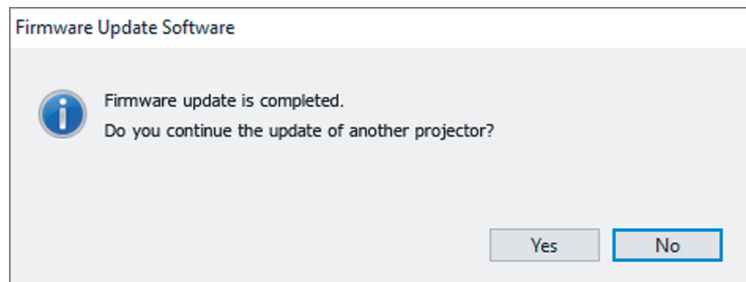 Firmware Update Software
Firmware update is completed.
Do you continue the update of another projector?
Yes
No